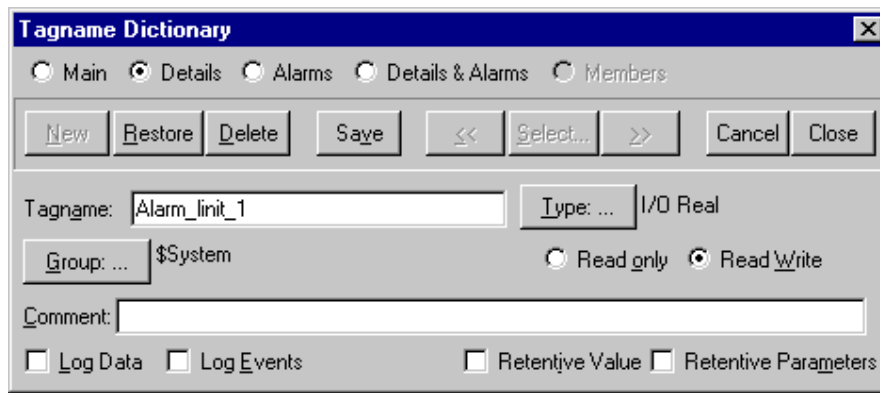 Tagname Dictionary
Main Details Alarms Details & Alarms Members
New Restore Delete Save << Select... >> Cancel Close
Tagname: Alarm_linit_1 Type: ... I/O Real
Group: ... $System Read only Read Write
Comment:
Log Data Log Events Retentive Value Retentive Parameters